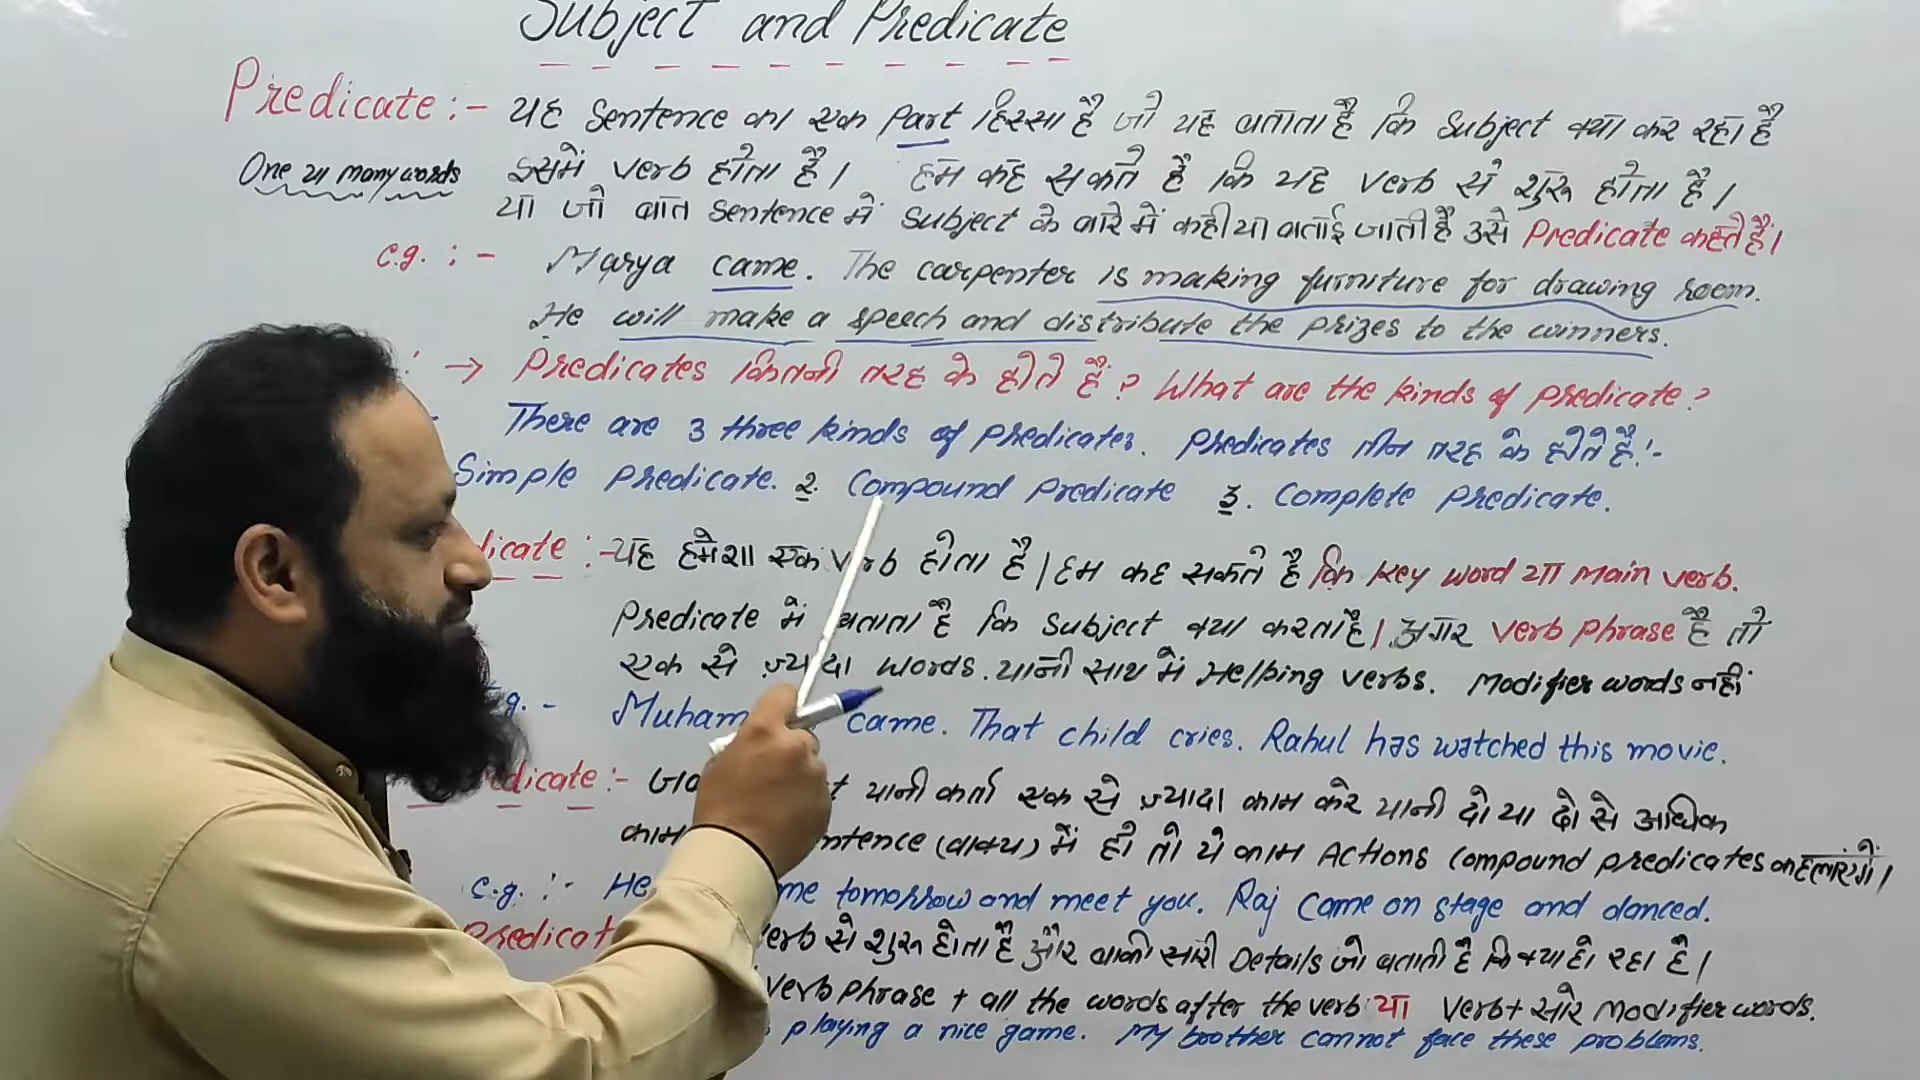 Subject and Predicate
Predicate :- यह Sentence का एक Part हिस्सा है जो यह बताता है कि Subject क्या कर रहा है
One या many words इसमें verb होता है। हम कह सकते हैं कि यह verb से शुरू होता है।
या जो बात Sentence में Subject के बारे में कही या बताई जाती है उसे Predicate कहते हैं।
e.g. :- Marya came. The carpenter is making furniture for drawing room.
He will make a speech and distribute the prizes to the winners.
→ Predicates कितनी तरह के होते हैं? What are the kinds of predicate?
There are 3 three kinds of predicates. Predicates तीन तरह के होते हैं!-
Simple predicate. 2. Compound predicate 3. Complete predicate.
dicate :- यह हमेशा एक verb होता है। हम कह सकते हैं कि key word या main verb.
Predicate में बताता है कि Subject क्या करता है। अगर verb phrase है तो
एक से ज़्यादा words. यानी साथ में Helping verbs. Modifier words नहीं
g. - Muham came. That child cries. Rahul has watched this movie.
dicate :- यानी कर्ता एक से ज़्यादा काम करे यानी दो या दो से अधिक
काम ntence (वाक्य) में हो तो ये काम Actions Compound predicates कहलाएंगे।
e.g. :- He me tomorrow and meet you. Raj came on stage and danced.
Predicat erb से शुरू होता है और बाकी सारी Details जो बताती है कि क्या हो रहा है।
verb phrase + all the words after the verb या verb + और Modifier words.
playing a nice game. My brother cannot face these problems.